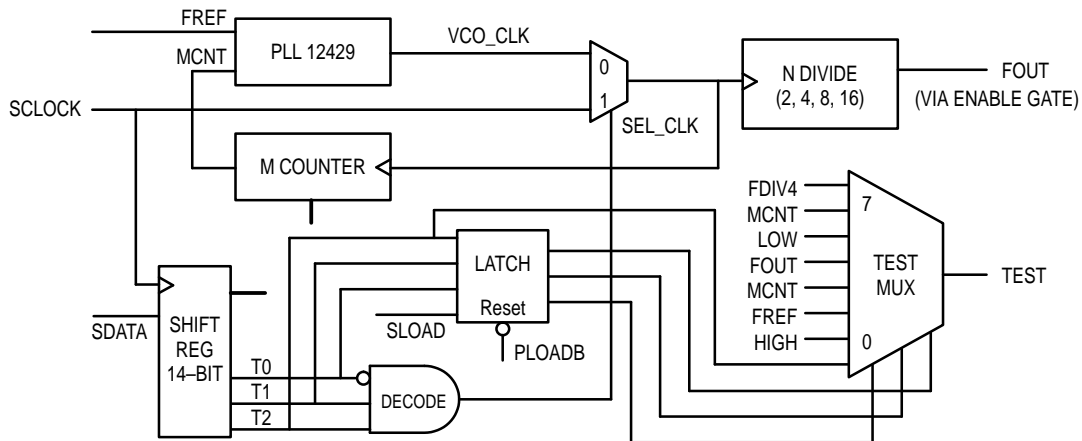 FREF
MCNT
PLL 12429
VCO_CLK
SCLOCK
0
1
SEL_CLK
N DIVIDE
(2, 4, 8, 16)
FOUT
(VIA ENABLE GATE)
M COUNTER
FDIV4
MCNT
LOW
FOUT
MCNT
FREF
HIGH
7
0
TEST
MUX
TEST
LATCH
Reset
SLOAD
PLOADB
SDATA
SHIFT
REG
14–BIT
T0
T1
T2
DECODE